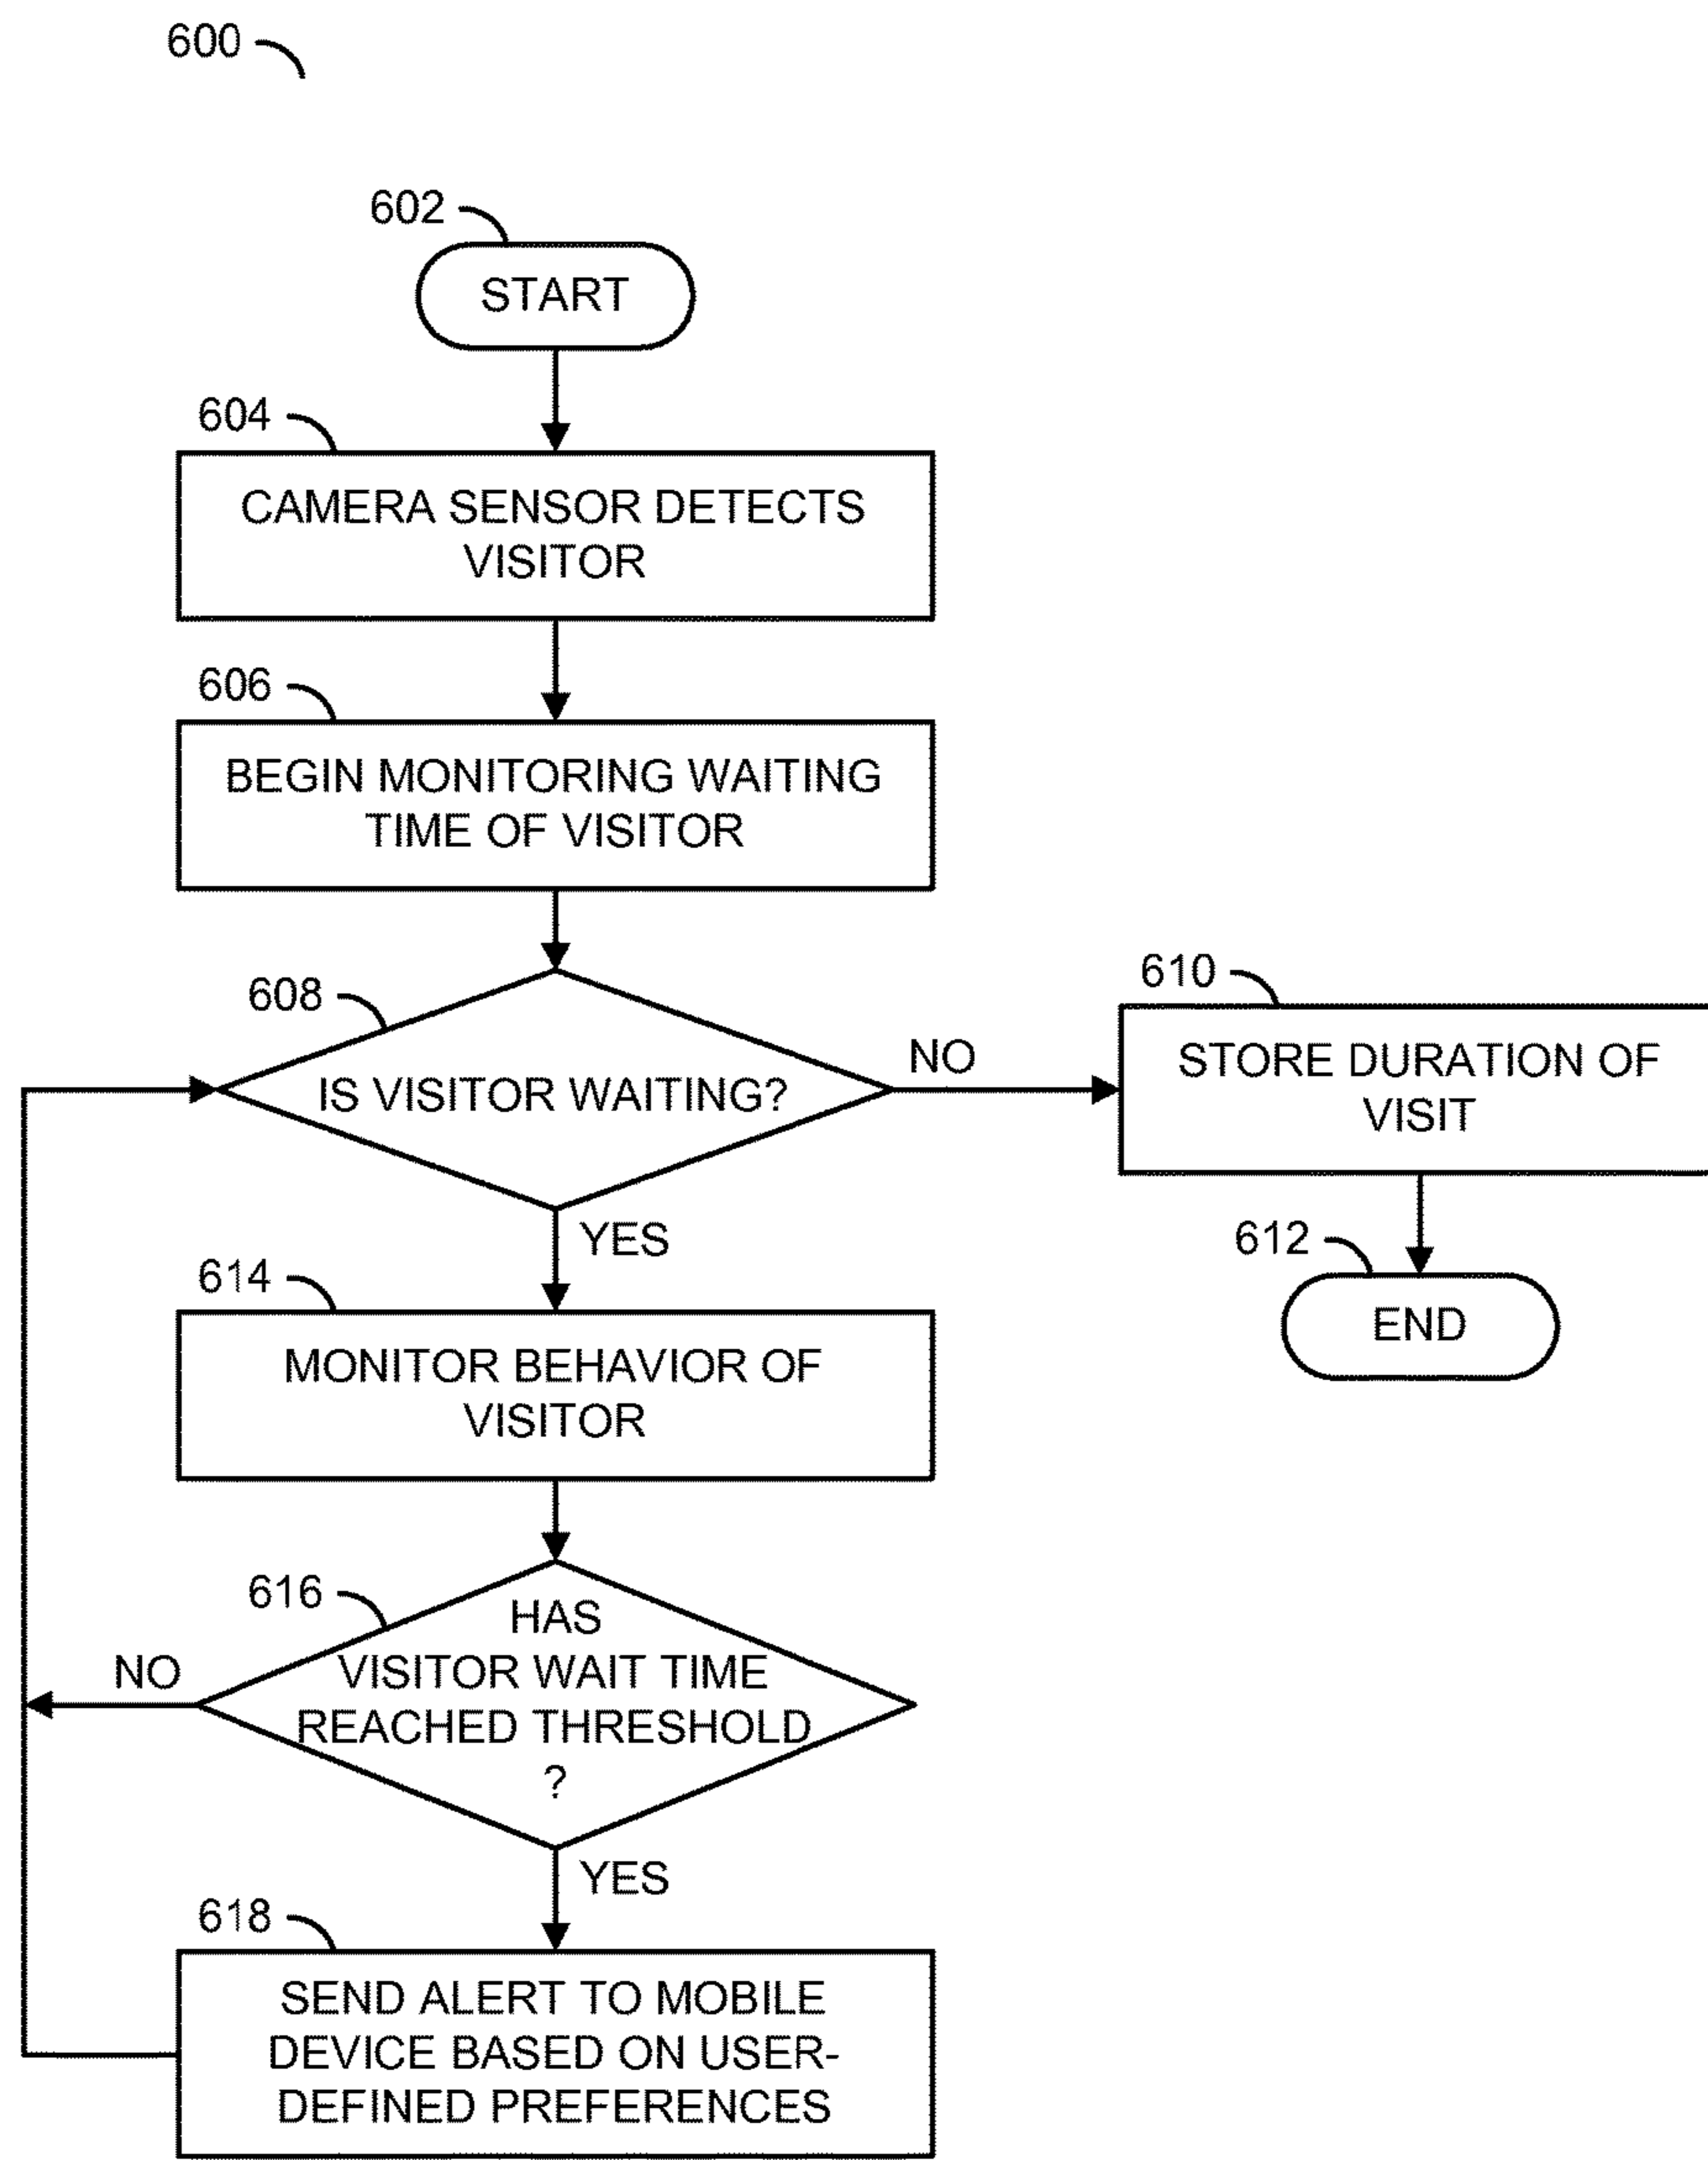 600
602
START
604
CAMERA SENSOR DETECTS
VISITOR
606
BEGIN MONITORING WAITING
TIME OF VISITOR
608
IS VISITOR WAITING?
NO
610
STORE DURATION OF
VISIT
612
END
YES
614
MONITOR BEHAVIOR OF
VISITOR
616
HAS
VISITOR WAIT TIME
REACHED THRESHOLD
?
NO
YES
618
SEND ALERT TO MOBILE
DEVICE BASED ON USER-
DEFINED PREFERENCES